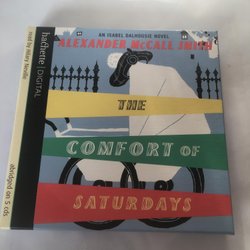 AN ISABEL DALHOUSIE NOVEL
ALEXANDER McCALL SMITH
THE
COMFORT OF
SATURDAYS
hachette DIGITAL
read by Hilary Neville
abridged on 5 cds